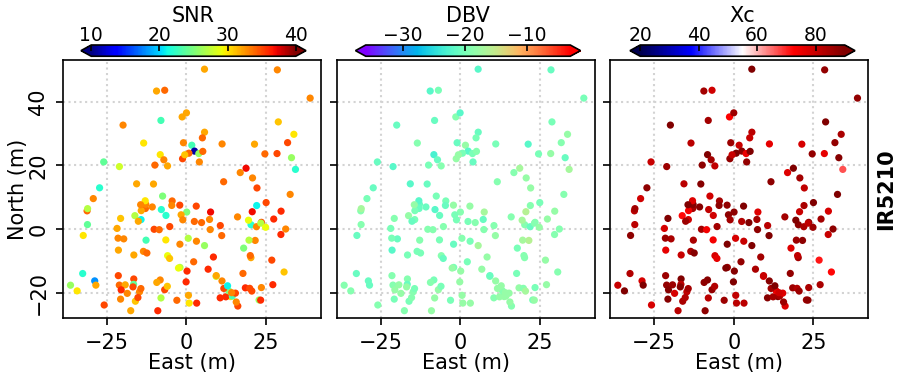 SNR DBV Xc
10 20 30 40 −30 −20 −10 20 40 60 80
40
20
0
−20
North (m)
−25 0 25 −25 0 25 −25 0 25
East (m) East (m) East (m)
IR5210